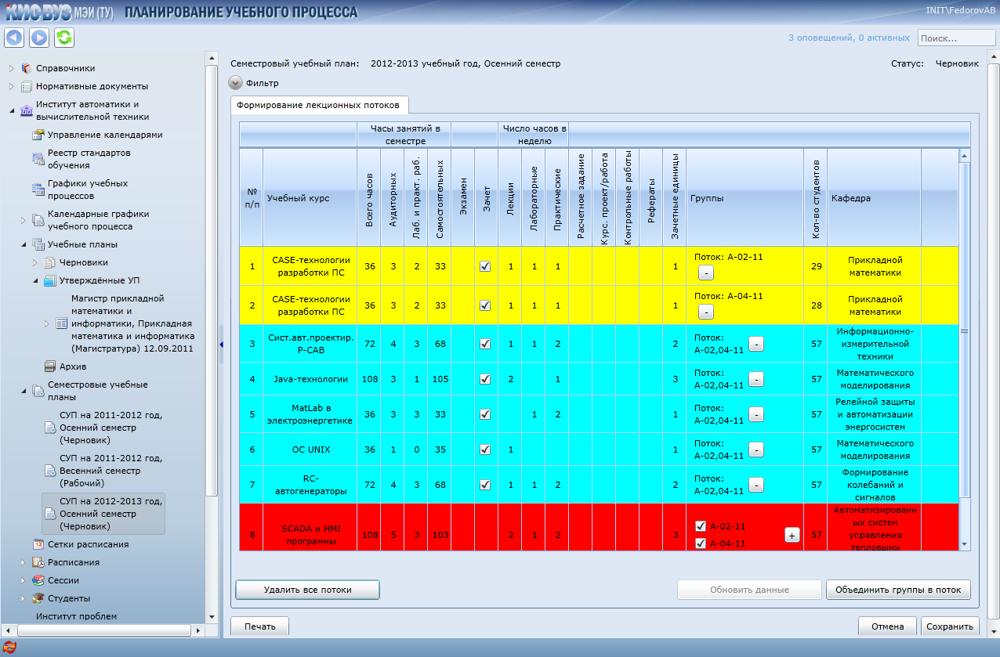 КИС ВУЗ МЭИ (ТУ) ПЛАНИРОВАНИЕ УЧЕБНОГО ПРОЦЕССА
INIT\FedorovAB
3 оповещений, 0 активных
Поиск...
Справочники
Нормативные документы
Институт автоматики и
вычислительной техники
Управление календарями
Реестр стандартов
обучения
Графики учебных
процессов
Календарные графики
учебного процесса
Учебные планы
Черновики
Утверждённые УП
Магистр прикладной
математики и
информатики, Прикладная
математика и информатика
(Магистратура) 12.09.2011
Архив
Семестровые учебные
планы
СУП на 2011-2012 год,
Осенний семестр
(Черновик)
СУП на 2011-2012 год,
Весенний семестр
(Рабочий)
СУП на 2012-2013 год,
Осенний семестр
(Черновик)
Сетки расписания
Расписания
Сессии
Студенты
Институт проблем
Семестровый учебный план: 2012-2013 учебный год, Осенний семестр
Статус: Черновик
Фильтр
Формирование лекционных потоков
Часы занятий в
семестре
Число часов в
неделю
№
п/п
Учебный курс
Всего часов
Аудиторных
Лаб. и практ. раб.
Самостоятельных
Экзамен
Зачет
Лекции
Лабораторные
Практические
Расчетное задание
Курс. проект/работа
Контрольные работы
Рефераты
Зачетные единицы
Группы
Кол-во студентов
Кафедра
1 CASE-технологии
разработки ПС
36 3 2 33 1 1 1 1
Поток: А-02-11
-
29
Прикладной
математики
2 CASE-технологии
разработки ПС
36 3 2 33 1 1 1 1
Поток: А-04-11
-
28
Прикладной
математики
3 Сист.авт.проектир.
Р-САВ
72 4 3 68 1 1 2 2
Поток:
А-02,04-11 -
57
Информационно-
измерительной
техники
4 Java-технологии 108 3 1 105 2 1 3
Поток:
А-02,04-11 -
57
Математического
моделирования
5 MatLab в
электроэнергетике
36 3 3 33 1 2 1
Поток:
А-02,04-11 -
57
Релейной защиты
и автоматизации
энергосистем
6 ОС UNIX 36 1 0 35 1 1
Поток:
А-02,04-11 -
57
Математического
моделирования
7 RC-
автогенераторы
72 4 3 68 1 1 2 2
Поток:
А-02,04-11 -
57
Формирование
колебаний и
сигналов
8 SCADA и HMI
программы
108 5 3 103 2 1 2 3
А-02-11
А-04-11
+
57
Автоматизированн
ых систем
управления
тепловыми
Удалить все потоки
Обновить данные
Объединить группы в поток
Печать
Отмена
Сохранить